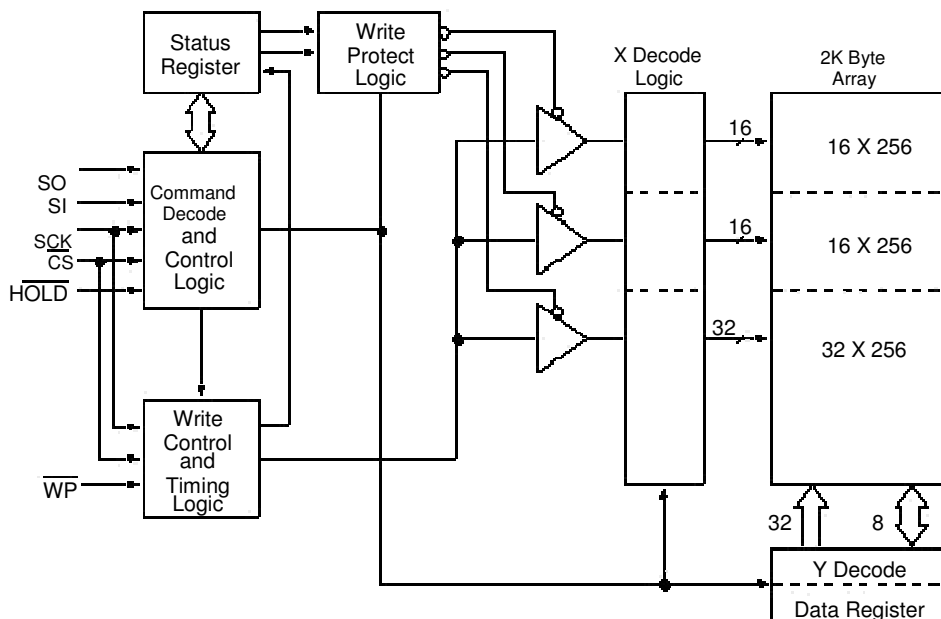 Status
Register
Write
Protect
Logic
X Decode
Logic
2K Byte
Array
SO
SI
SCK
CS
HOLD
Command
Decode
and
Control
Logic
16
16 X 256
16
16 X 256
32
32 X 256
Write
Control
and
Timing
Logic
WP
32
8
Y Decode
Data Register